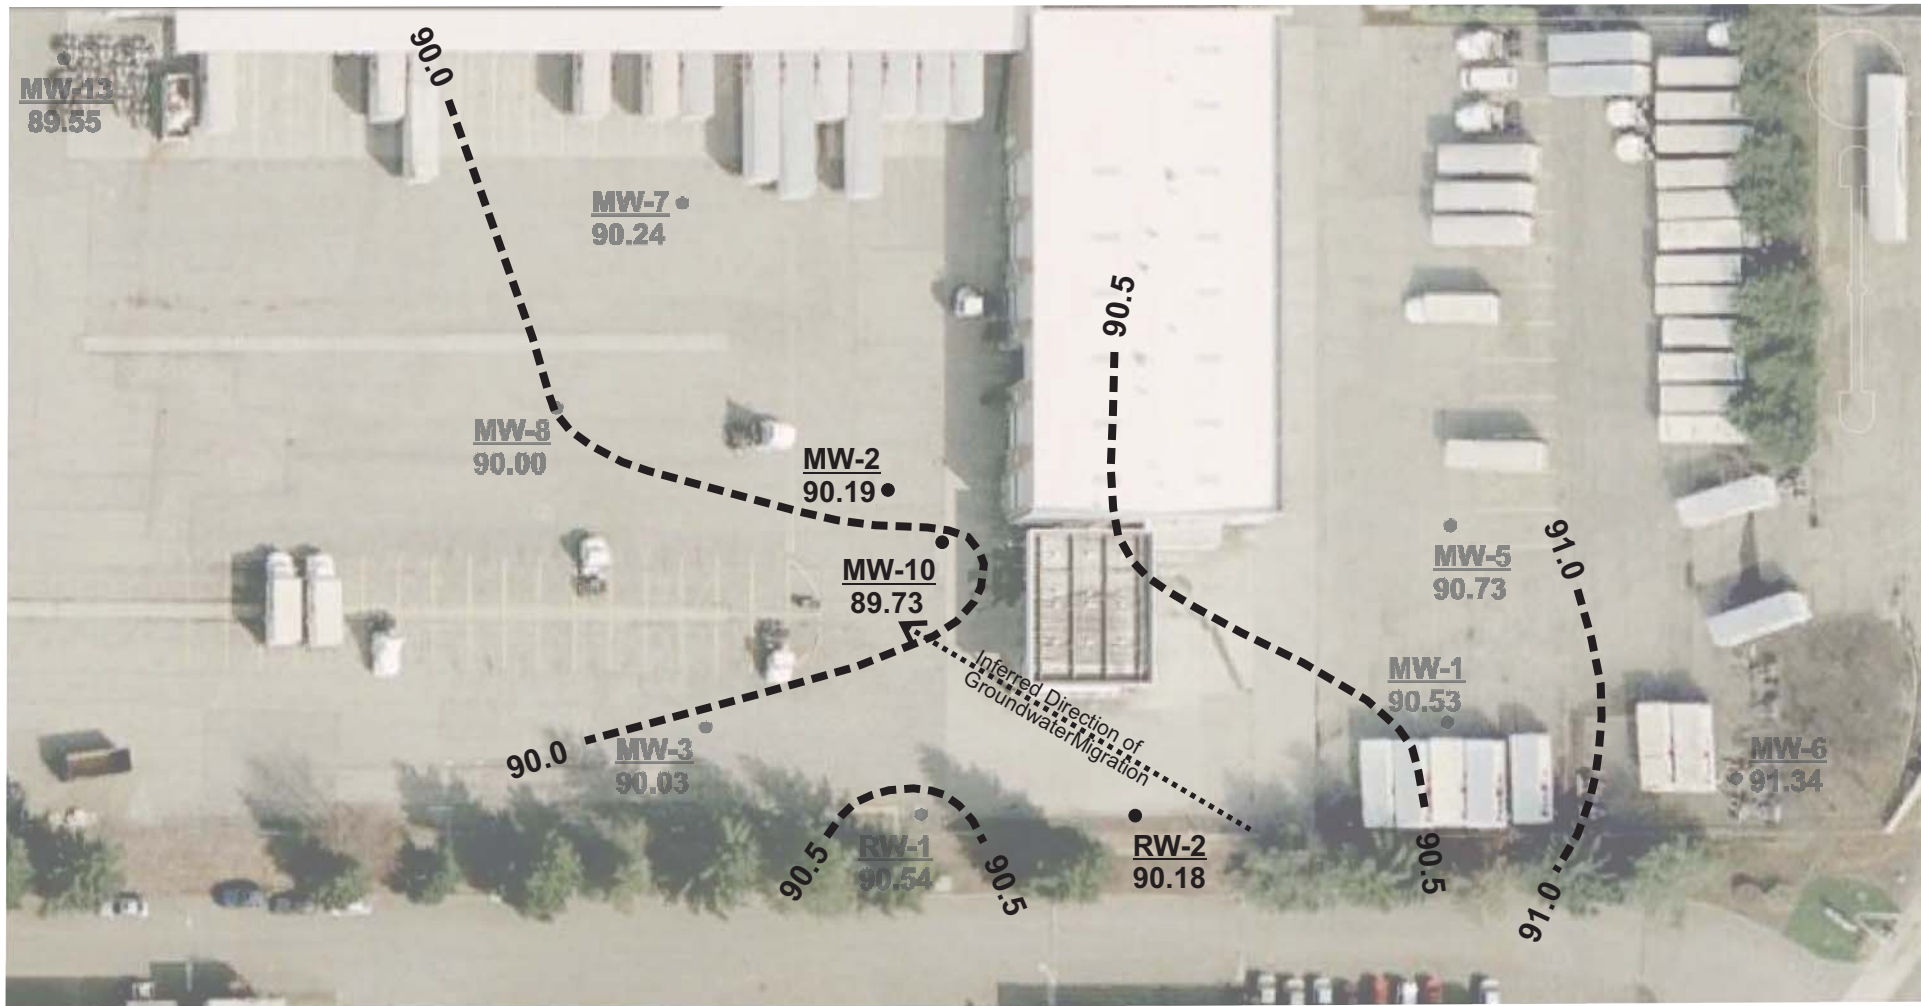 90.0
MW-13
89.55
MW-7
90.24
90.5
MW-8
90.00
MW-2
90.19
MW-10
89.73
MW-5
90.73
91.0
Inferred Direction of
GroundwaterMigration
MW-1
90.53
90.0
MW-3
90.03
MW-6
91.34
90.5
RW-1
90.54
90.5
RW-2
90.18
90.5
91.0